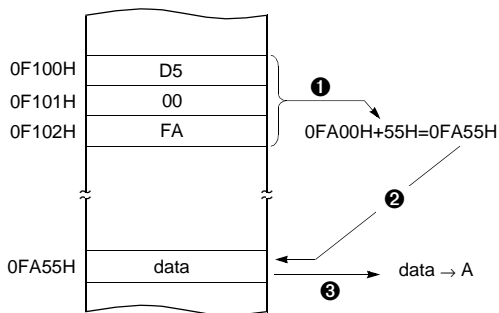 0F100H D5
0F101H 00
0F102H FA
❶
0FA00H+55H=0FA55H
❷
0FA55H data
❸
data → A